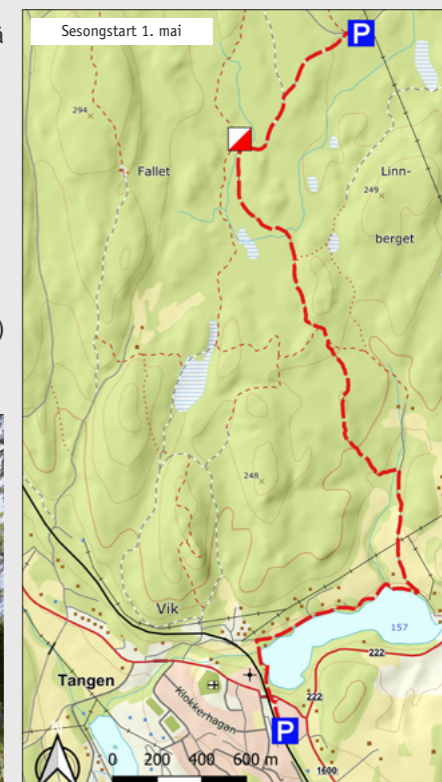 å
Sesongstart 1. mai
P
294
Fallet
Linn-
249
berget
)
248
Vik
157
222
Tangen
Klokkerhagan
222
P
0 200 400 600 m
1600